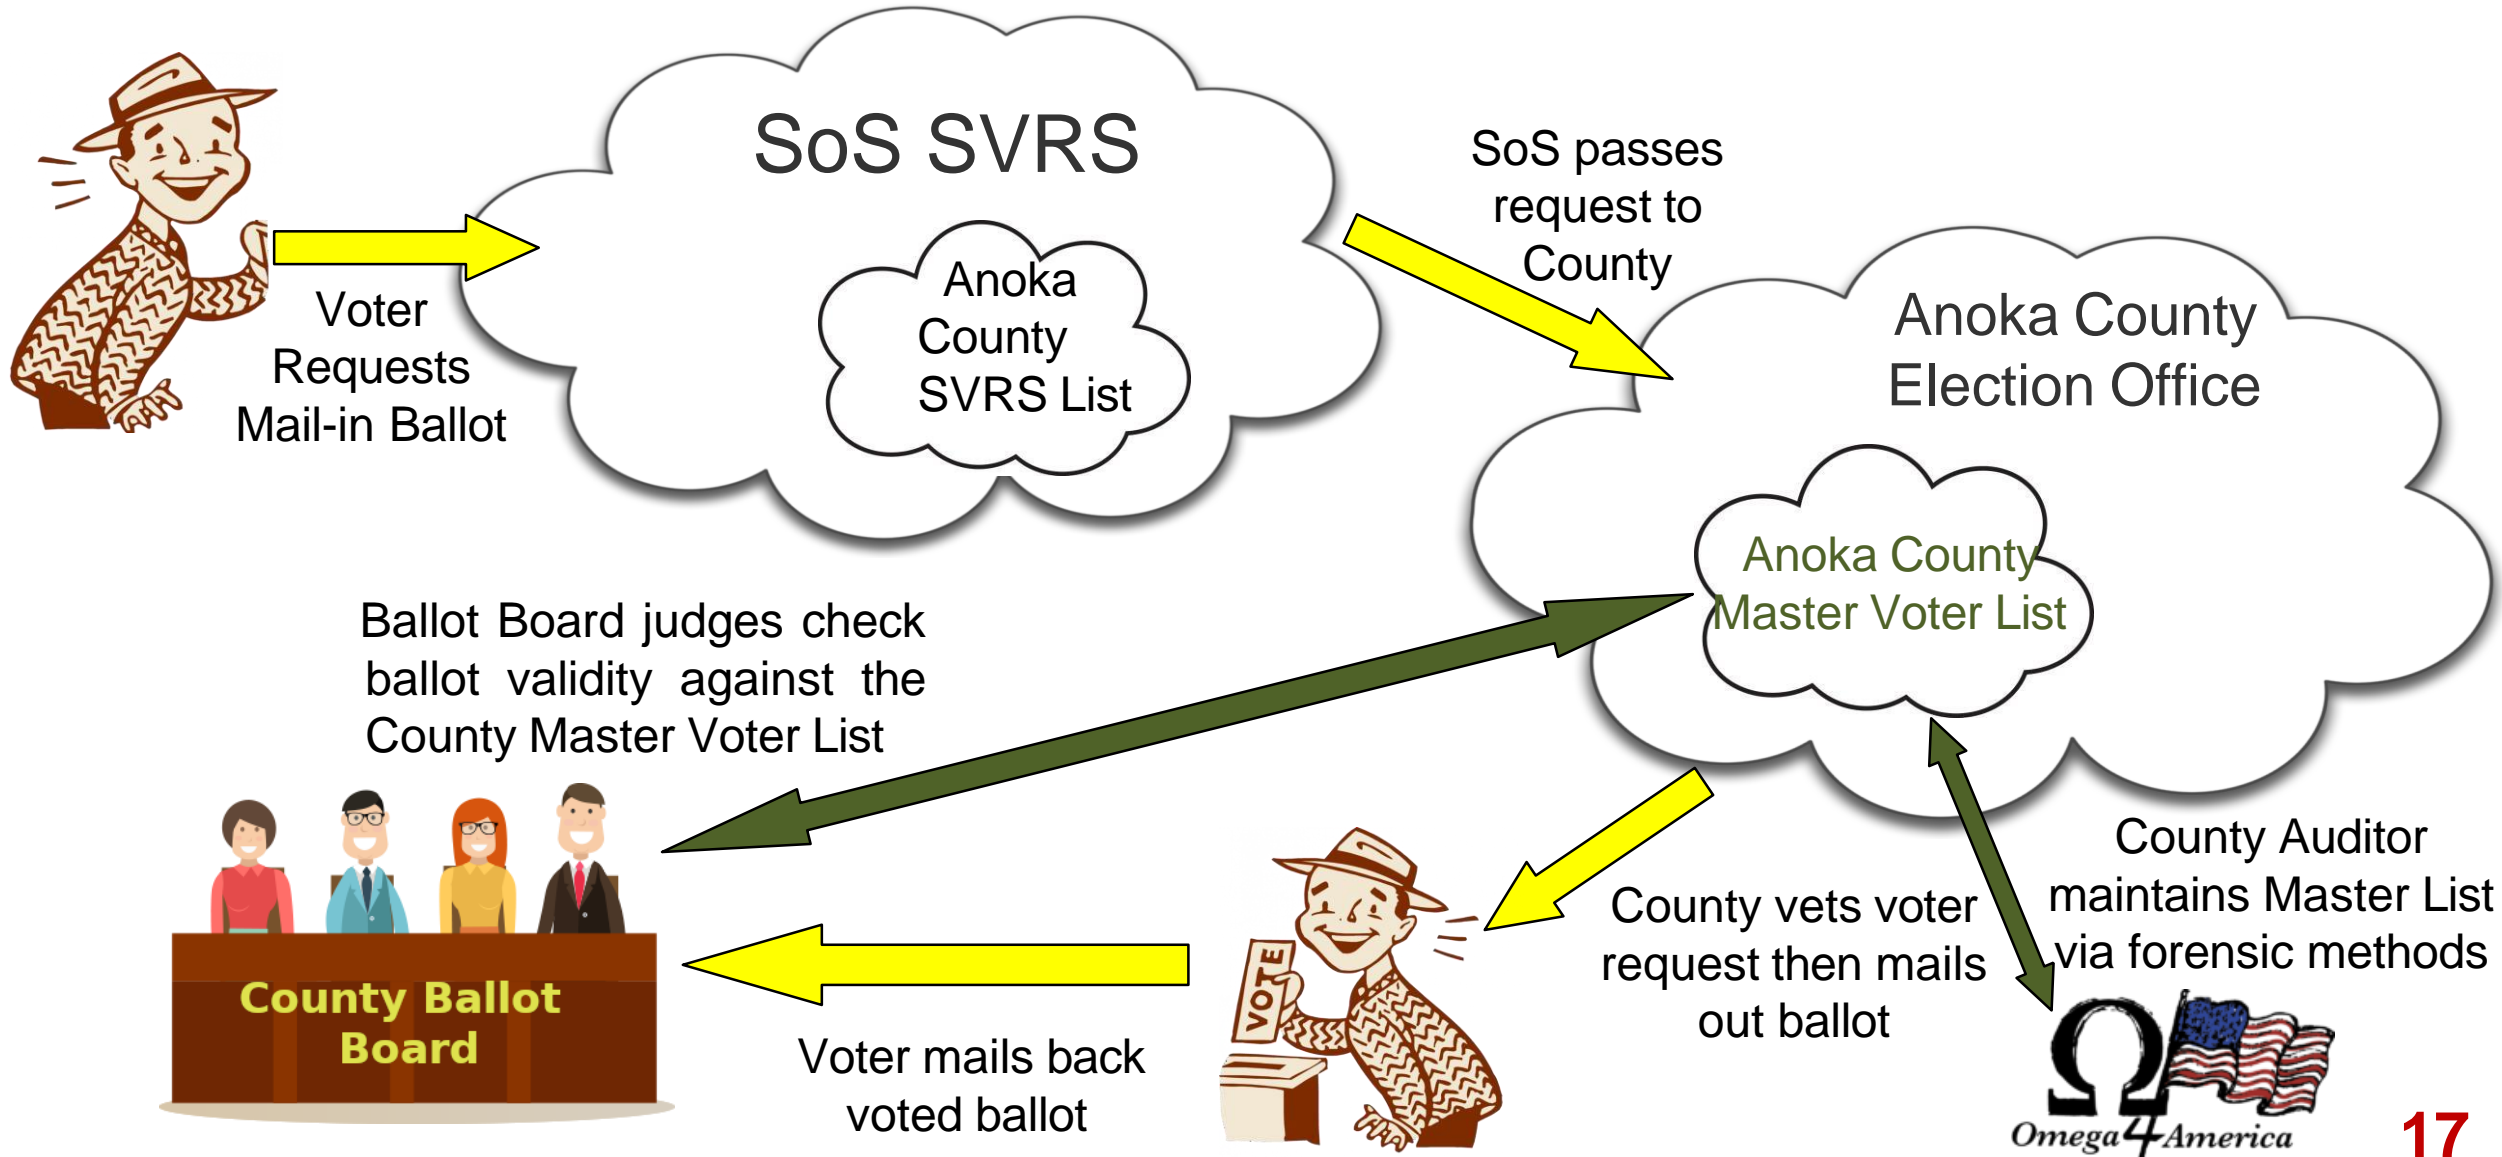 SoS SVRS
Anoka
County
SVRS List
Voter
Requests
Mail-in Ballot
SoS passes
request to
County
Anoka County
Election Office
Anoka County
Master Voter List
Ballot Board judges check
ballot validity against the
County Master Voter List
County Ballot
Board
Voter mails back
voted ballot
VOTE
County vets voter
request then mails
out ballot
County Auditor
maintains Master List
via forensic methods
Ω
Omega4America
17